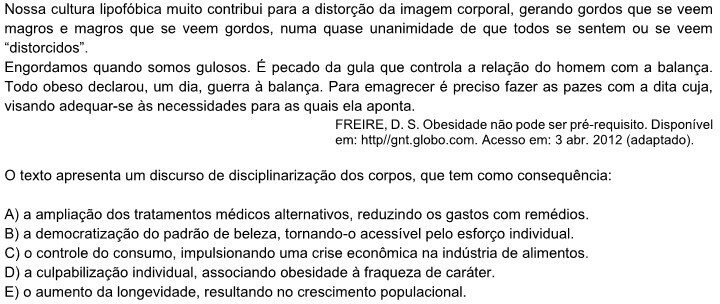 Nossa cultura lipofóbica muito contribui para a distorção da imagem corporal, gerando gordos que se veem
magros e magros que se veem gordos, numa quase unanimidade de que todos se sentem ou se veem
“distorcidos”.
Engordamos quando somos gulosos. É pecado da gula que controla a relação do homem com a balança.
Todo obeso declarou, um dia, guerra à balança. Para emagrecer é preciso fazer as pazes com a dita cuja,
visando adequar-se às necessidades para as quais ela aponta.
FREIRE, D. S. Obesidade não pode ser pré-requisito. Disponível
em: http//gnt.globo.com. Acesso em: 3 abr. 2012 (adaptado).
O texto apresenta um discurso de disciplinarização dos corpos, que tem como consequência:
A) a ampliação dos tratamentos médicos alternativos, reduzindo os gastos com remédios.
B) a democratização do padrão de beleza, tornando-o acessível pelo esforço individual.
C) o controle do consumo, impulsionando uma crise econômica na indústria de alimentos.
D) a culpabilização individual, associando obesidade à fraqueza de caráter.
E) o aumento da longevidade, resultando no crescimento populacional.